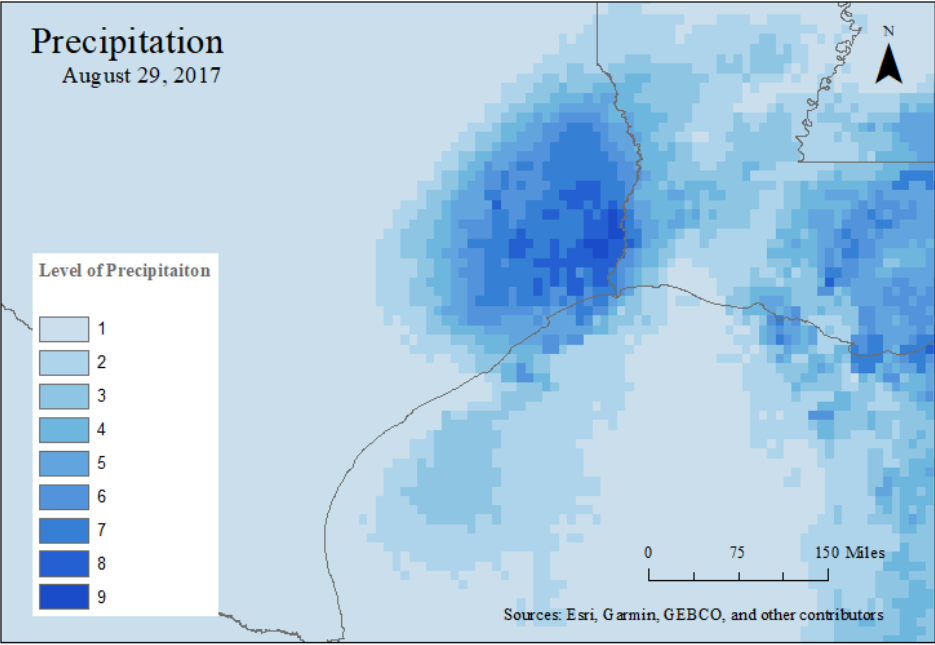 Precipitation
August 29, 2017
N
Level of Precipitaiton
1
2
3
4
5
6
7
8
9
0 75 150 Miles
Sources: Esri, Garmin, GEBCO, and other contributors